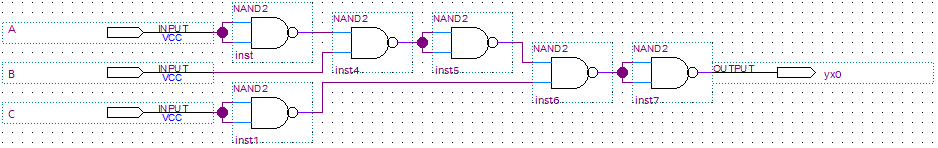 NAND2
NAND2
NAND2
A
INPUT
VCC
inst
NAND2
NAND2
B
INPUT
VCC
inst4
inst5
OUTPUT
yx0
NAND2
C
INPUT
VCC
inst6
inst7
inst1